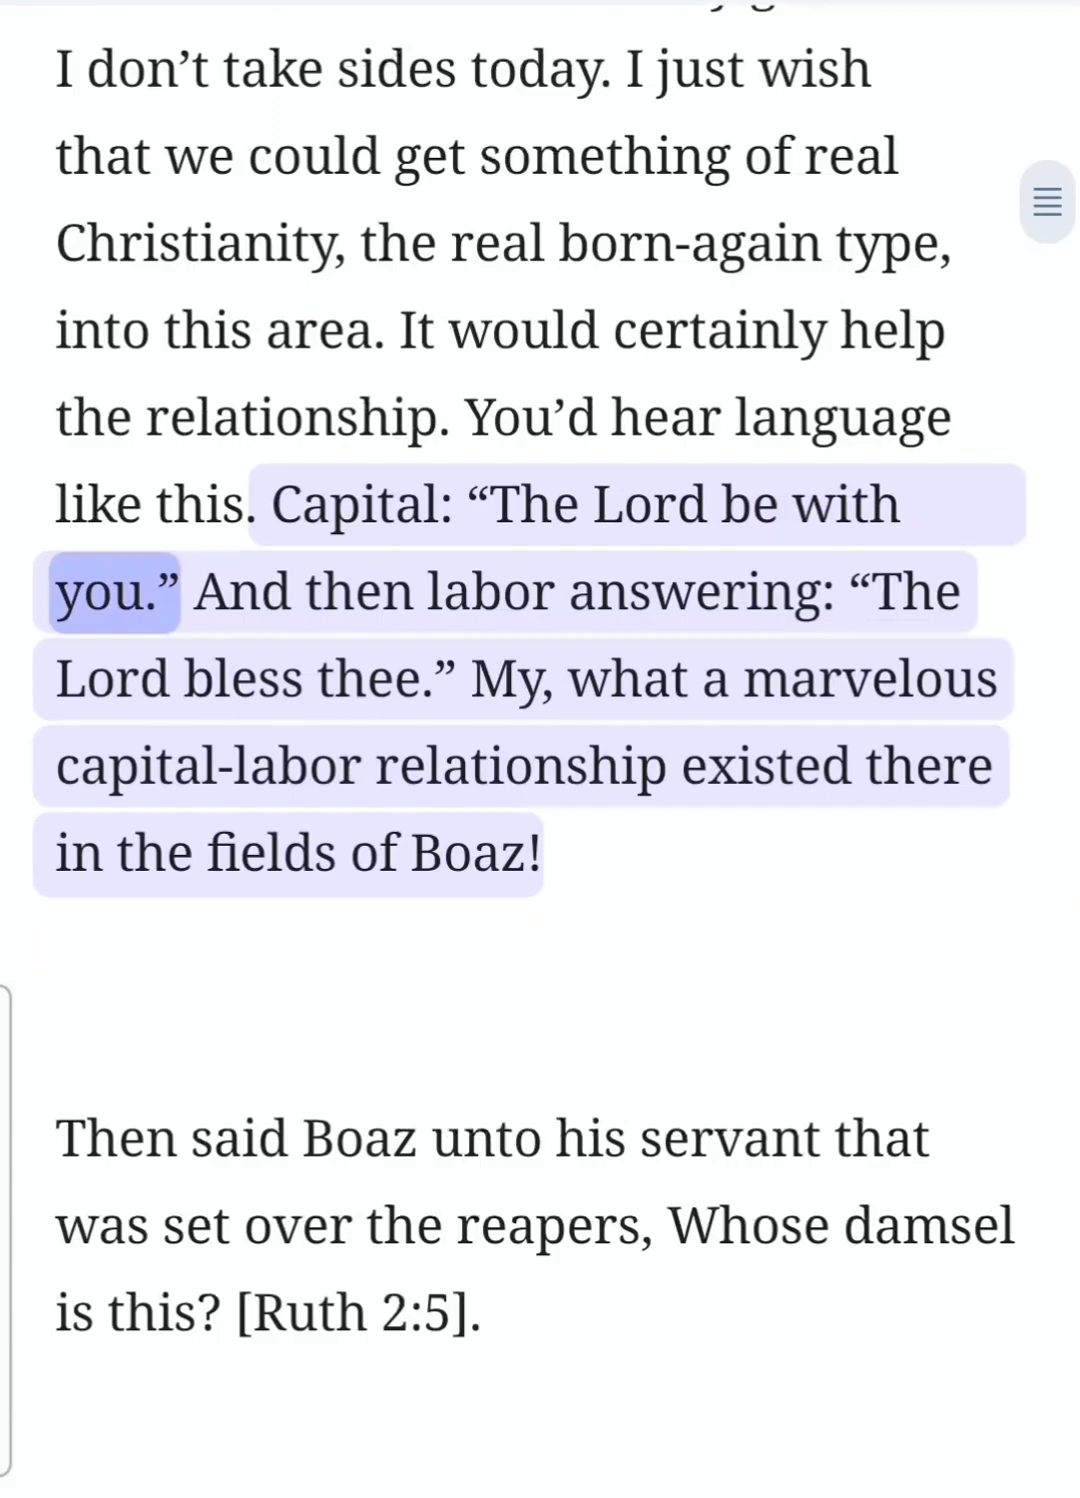 I don’t take sides today. I just wish
that we could get something of real
Christianity, the real born-again type,
into this area. It would certainly help
the relationship. You’d hear language
like this. Capital: “The Lord be with
you.” And then labor answering: “The
Lord bless thee.” My, what a marvelous
capital-labor relationship existed there
in the fields of Boaz!
Then said Boaz unto his servant that
was set over the reapers, Whose damsel
is this? [Ruth 2:5].